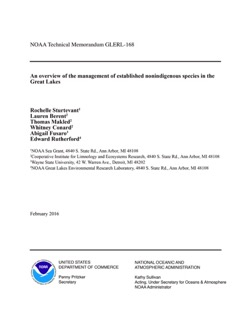 NOAA Technical Memorandum GLERL-168
An overview of the management of established nonindigenous species in the
Great Lakes
Rochelle Sturtevant¹
Lauren Berent²
Thomas Makled²
Whitney Conard²
Abigail Fusaro³
Edward Rutherford⁴
¹NOAA Sea Grant, 4840 S. State Rd., Ann Arbor, MI 48108
²Cooperative Institute for Limnology and Ecosystems Research, 4840 S. State Rd., Ann Arbor, MI 48108
³Wayne State University, 42 W. Warren Ave., Detroit, MI 48202
⁴NOAA Great Lakes Environmental Research Laboratory, 4840 S. State Rd., Ann Arbor, MI 48108
February 2016
UNITED STATES
DEPARTMENT OF COMMERCE
Penny Pritzker
Secretary
NATIONAL OCEANIC AND
ATMOSPHERIC ADMINISTRATION
Kathy Sullivan
Acting, Under Secretary for Oceans & Atmosphere
NOAA Administrator